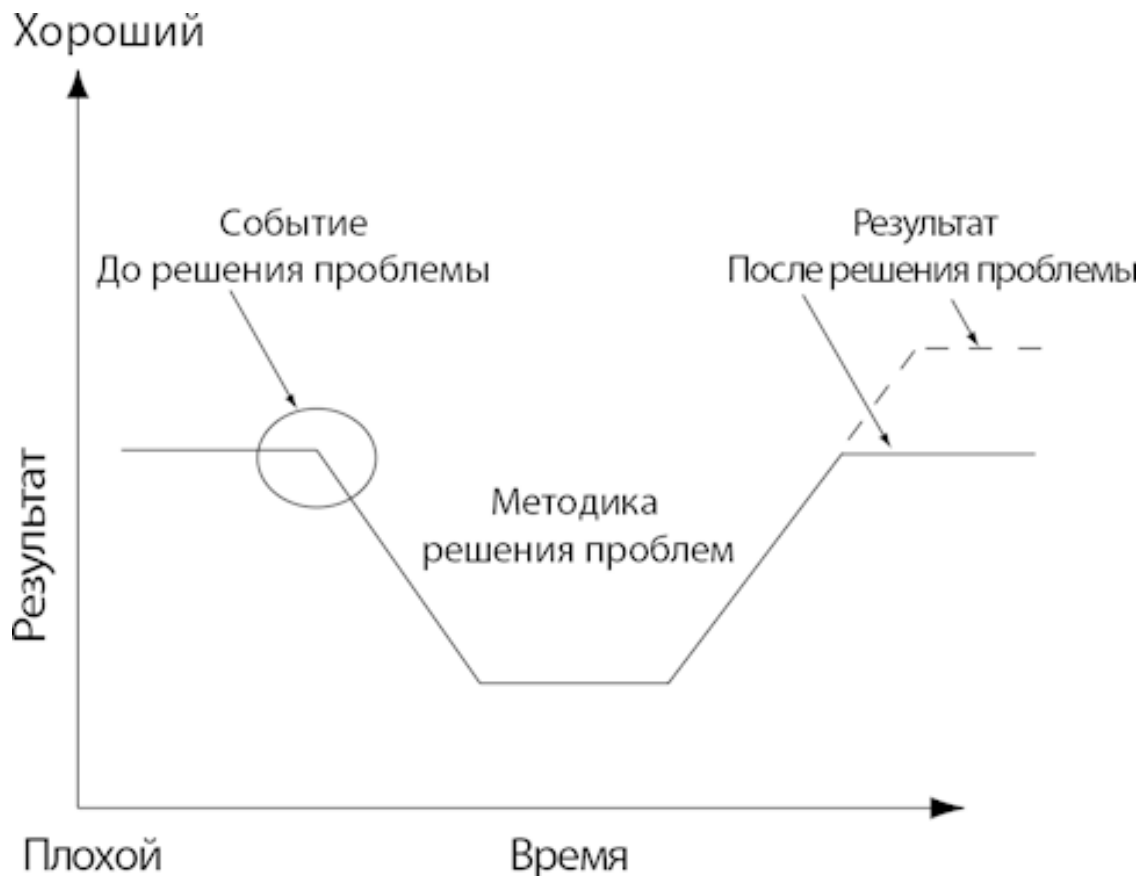 Хороший
Событие
До решения проблемы
Результат
После решения проблемы
Методика
решения проблем
Результат
Плохой
Время